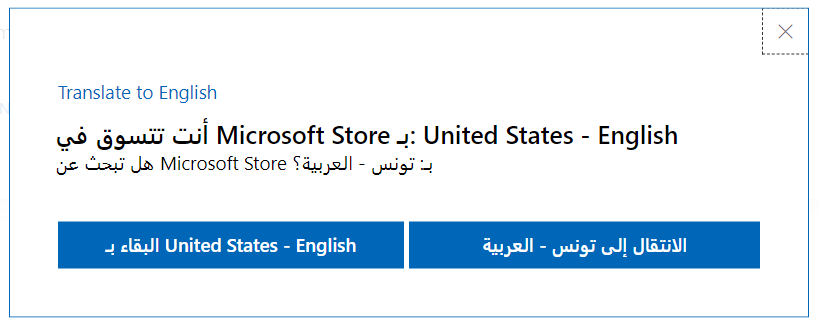 Translate to English
أنت تتسوق في Microsoft Store بـ: United States - English
هل تبحث عن Microsoft Store بـ: تونس - العربية؟
البقاء بـ United States - English
الانتقال إلى تونس - العربية